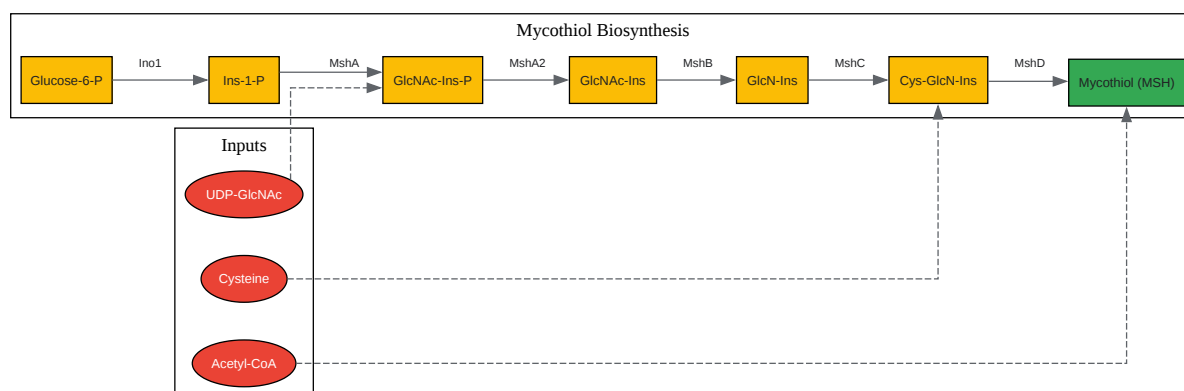 Mycothiol Biosynthesis
Ino1
MshA
MshA2
MshB
MshC
MshD
Glucose-6-P
Ins-1-P
GlcNAc-Ins-P
GlcNAc-Ins
GlcN-Ins
Cys-GlcN-Ins
Mycothiol (MSH)
Inputs
UDP-GlcNAc
Cysteine
Acetyl-CoA